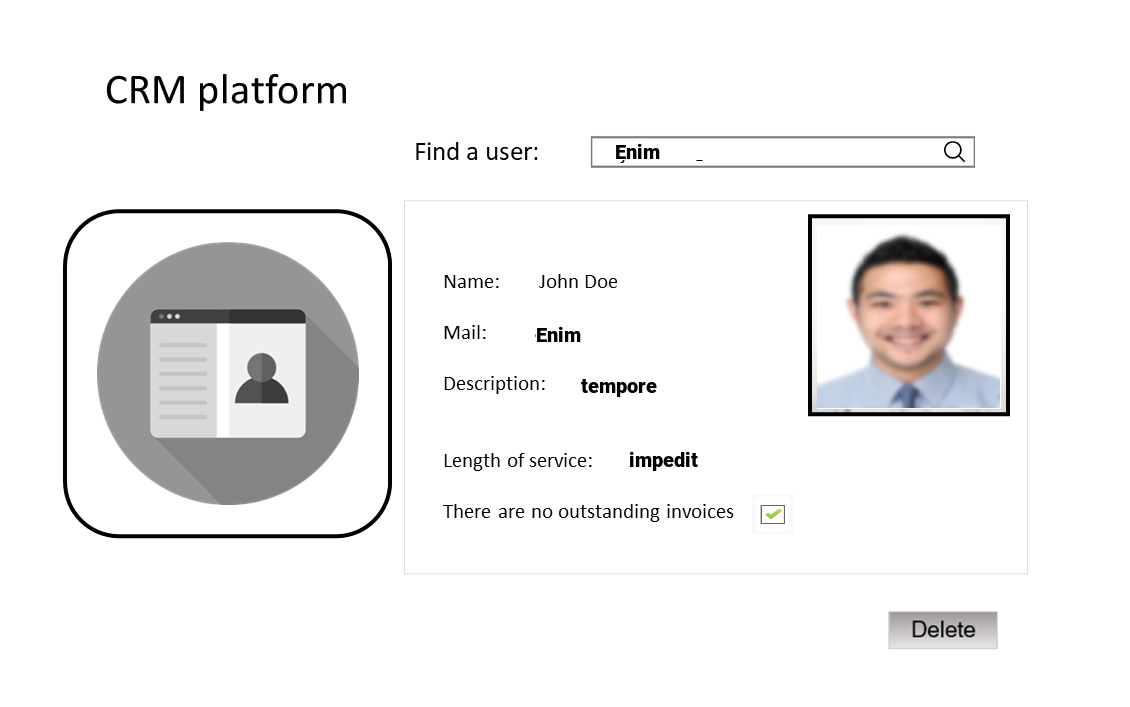 CRM platform
Find a user: Enim
Name: John Doe
Mail: Enim
Description: tempore
Length of service: impedit
There are no outstanding invoices
Delete